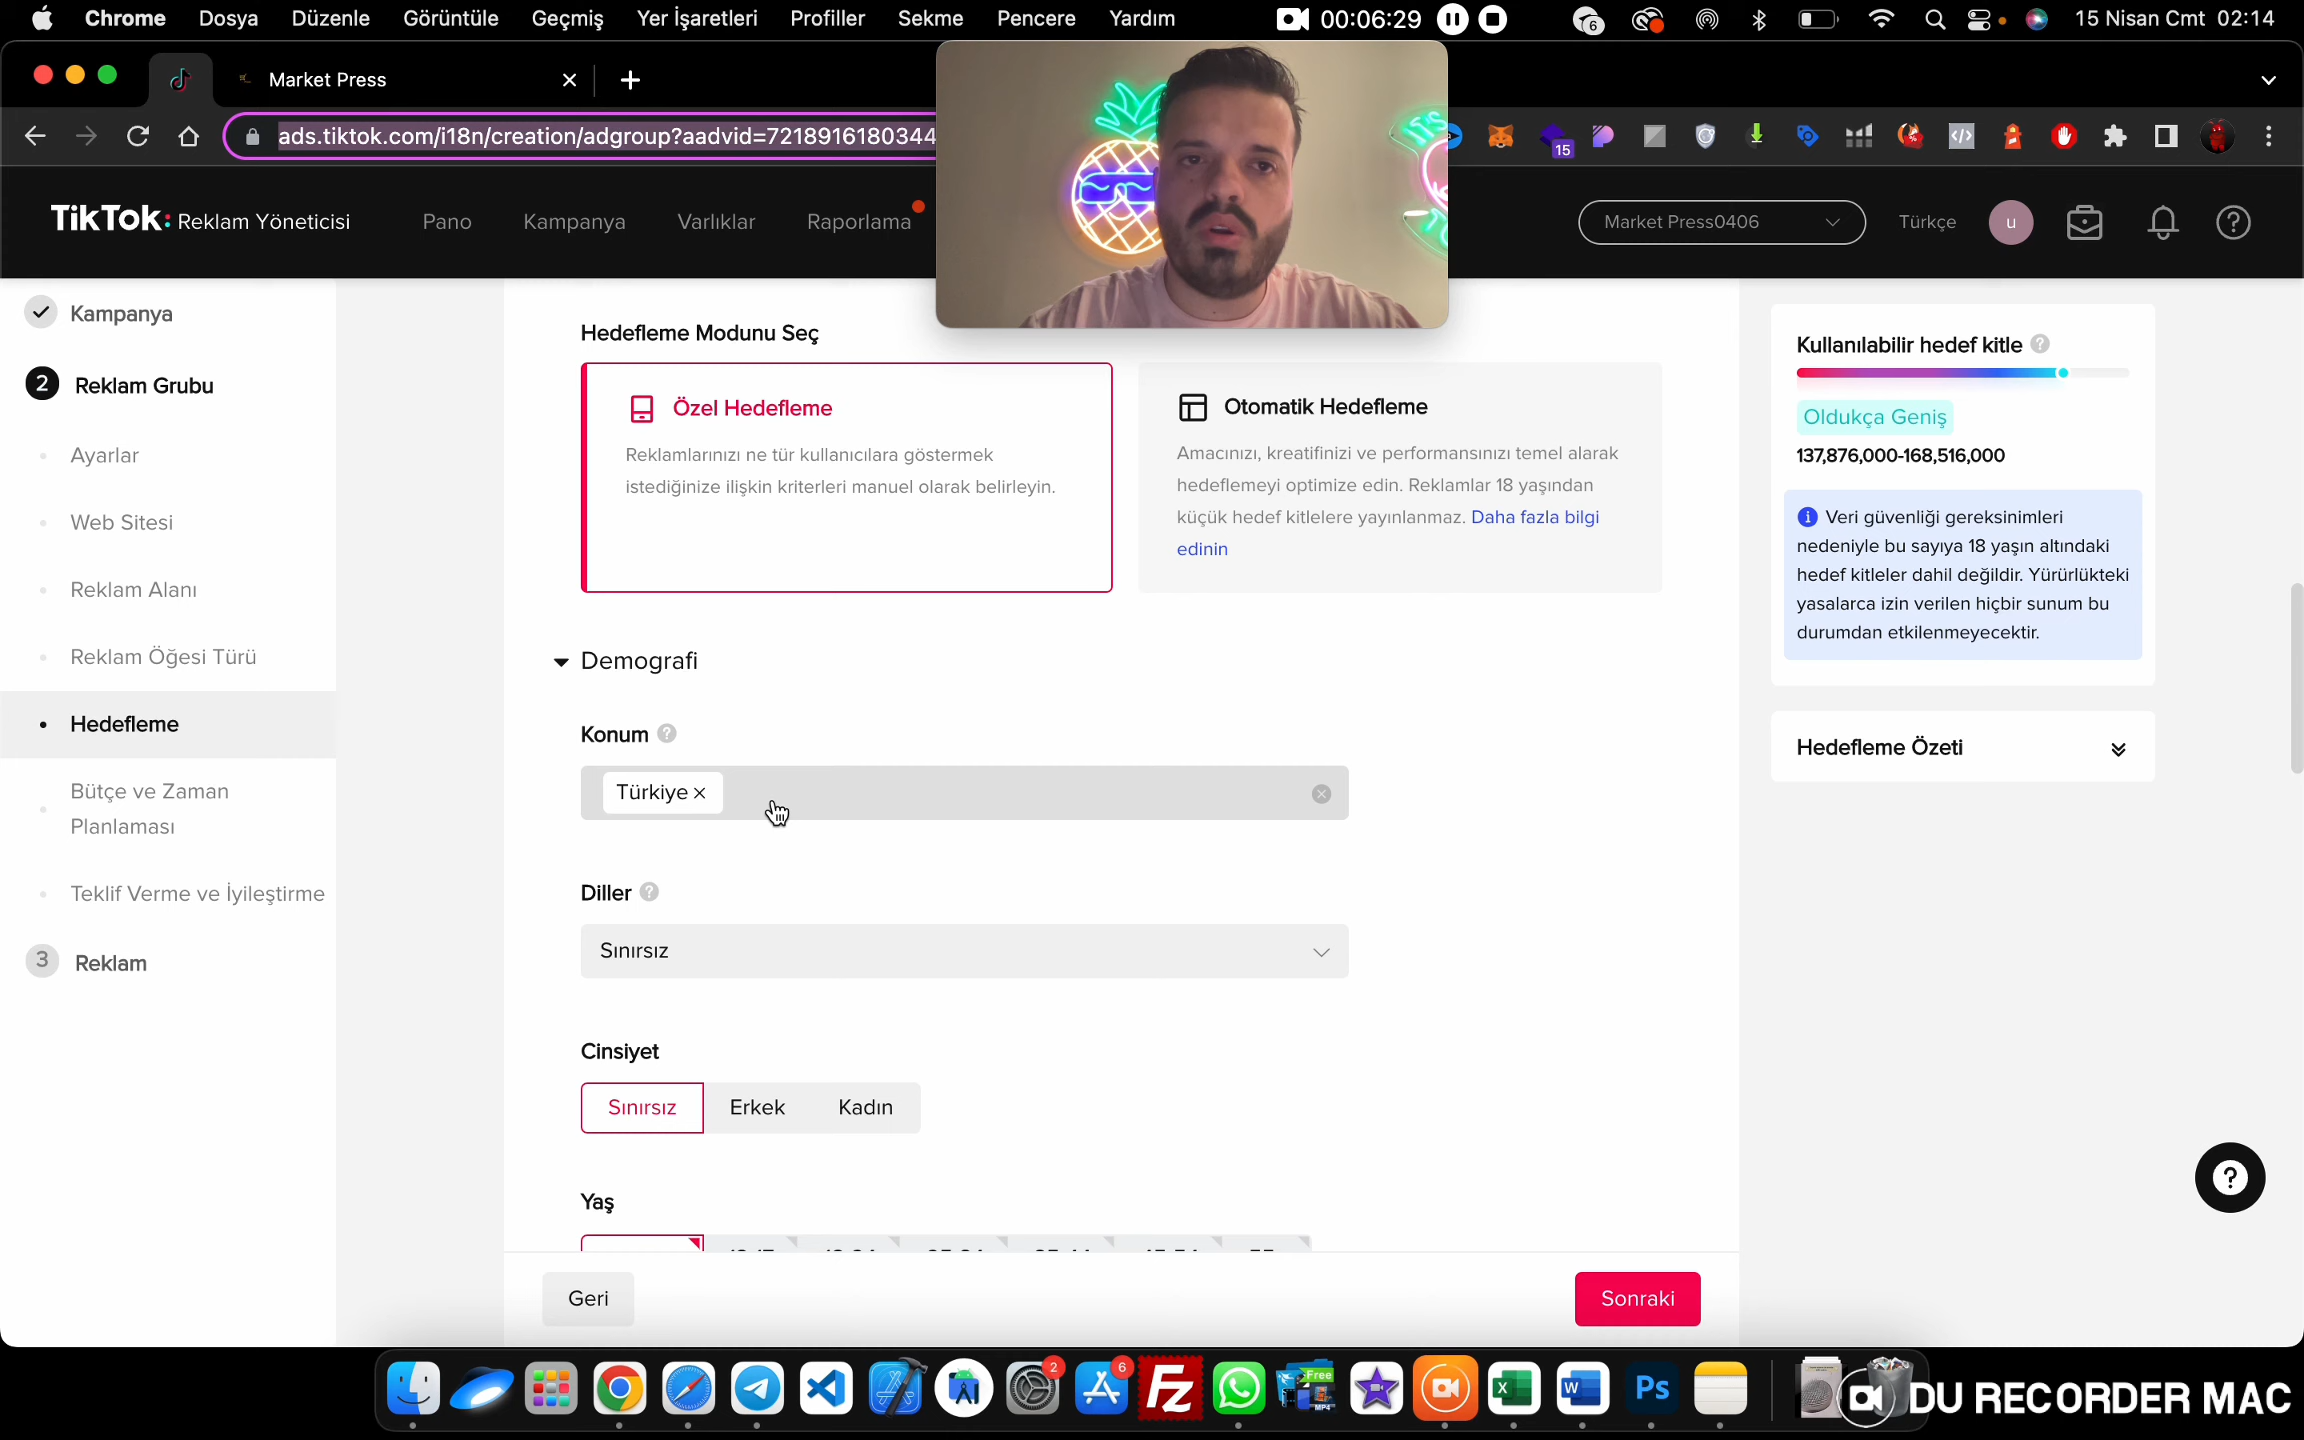 Chrome Dosya Düzenle Görüntüle Geçmiş Yer İşaretleri Profiller Sekme Pencere Yardım 00:06:29 6 15 Nisan Cmt 02:14
Market Press
ads.tiktok.com/i18n/creation/adgroup?aadvid=7218916180344
15
TikTok: Reklam Yöneticisi Pano Kampanya Varlıklar Raporlama Market Press0406 Türkçe u
Kampanya
2 Reklam Grubu
Ayarlar
Web Sitesi
Reklam Alanı
Reklam Öğesi Türü
Hedefleme
Bütçe ve Zaman
Planlaması
Teklif Verme ve İyileştirme
3 Reklam
Hedefleme Modunu Seç
Özel Hedefleme
Reklamlarınızı ne tür kullanıcılara göstermek
istediğinize ilişkin kriterleri manuel olarak belirleyin.
Otomatik Hedefleme
Amacınızı, kreatifinizi ve performansınızı temel alarak
hedeflemeyi optimize edin. Reklamlar 18 yaşından
küçük hedef kitlelere yayınlanmaz. Daha fazla bilgi
edinin
Demografi
Konum ?
Türkiye ×
Diller ?
Sınırsız
Cinsiyet
Sınırsız Erkek Kadın
Yaş
Geri
Sonraki
Kullanılabilir hedef kitle ?
Oldukça Geniş
137,876,000-168,516,000
Veri güvenliği gereksinimleri
nedeniyle bu sayıya 18 yaşın altındaki
hedef kitleler dahil değildir. Yürürlükteki
yasalarca izin verilen hiçbir sunum bu
durumdan etkilenmeyecektir.
Hedefleme Özeti
?
2
6
Fz
Free
MP4
X
W
Ps
DU RECORDER MAC